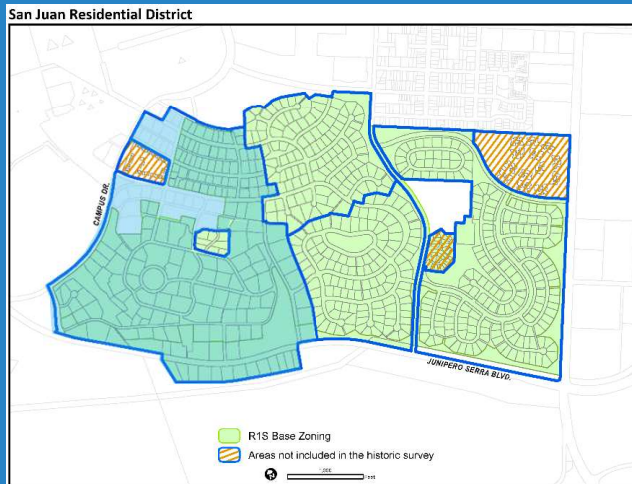 San Juan Residential District
CAMPUS DR.
JUNIPERO SERRA BLVD.
R1S Base Zoning
Areas not included in the historic survey
Feet